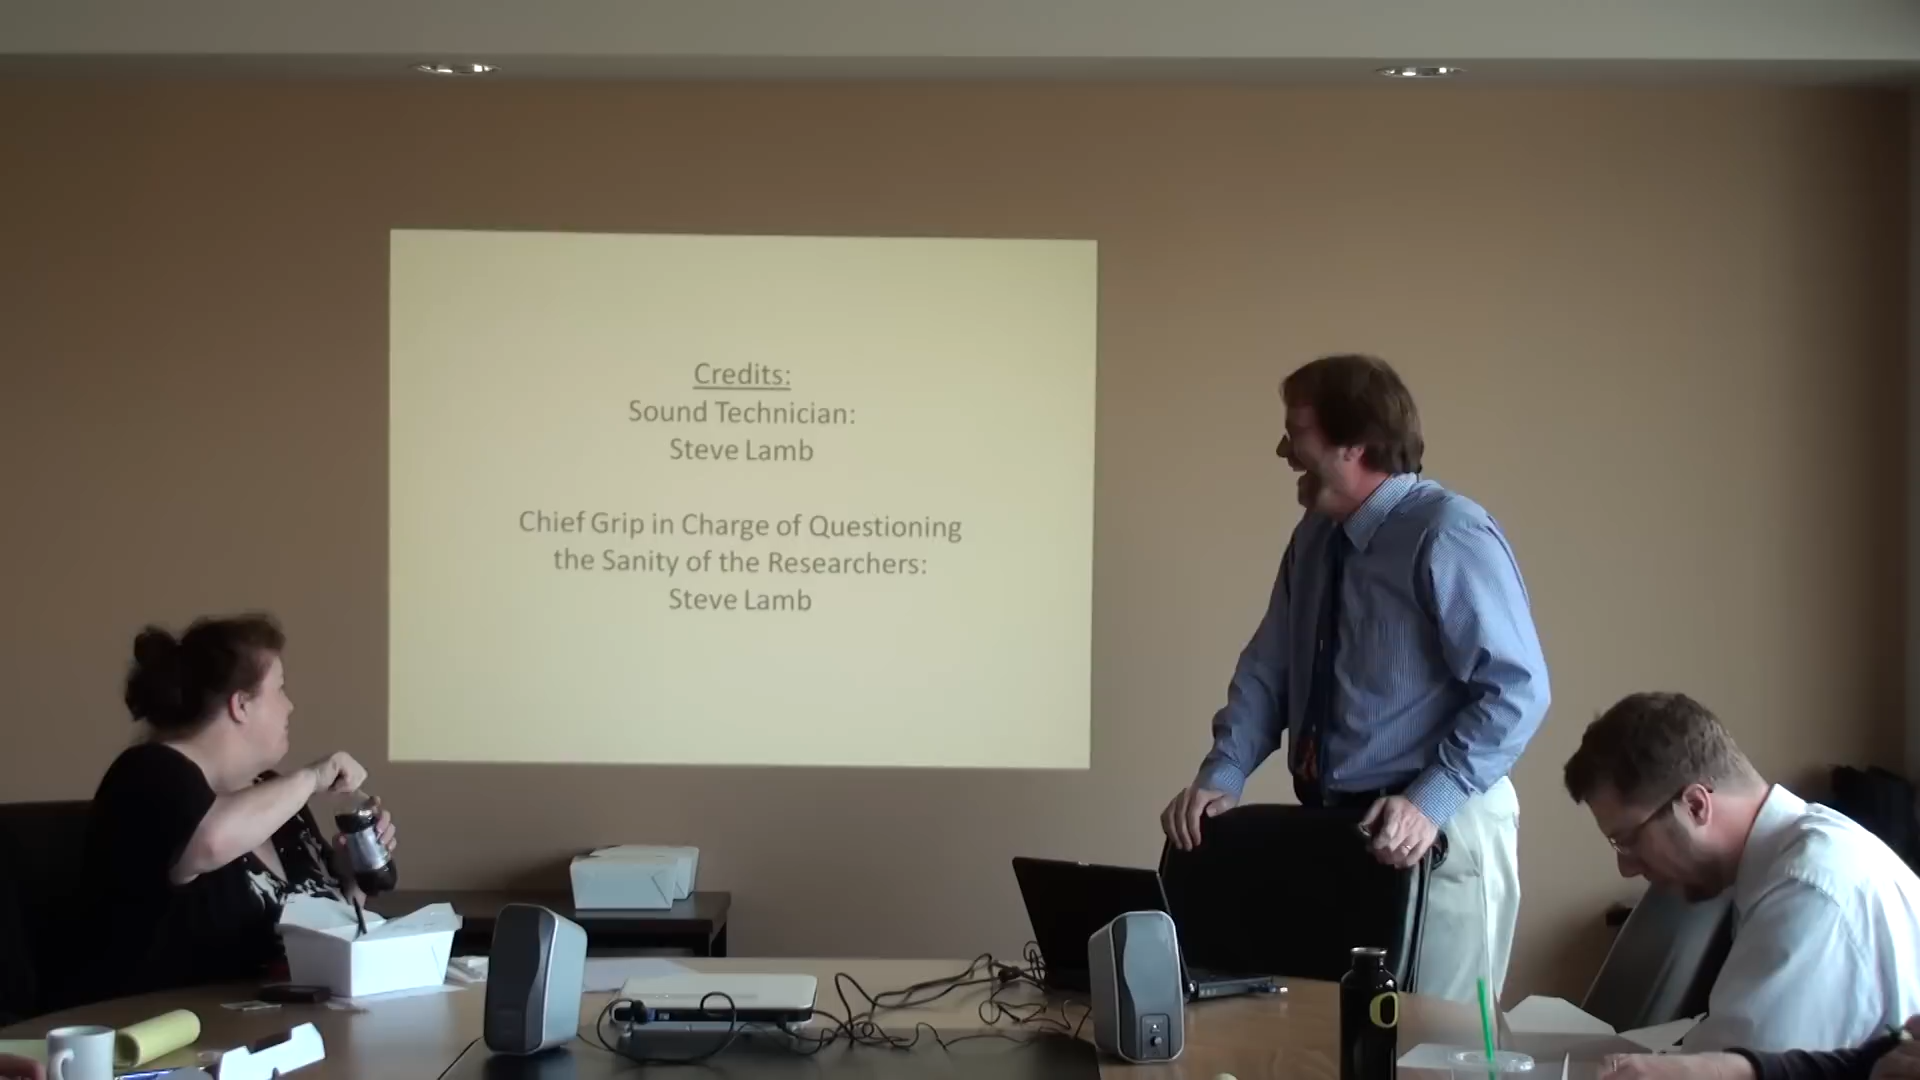 Credits:
Sound Technician:
Steve Lamb
Chief Grip in Charge of Questioning
the Sanity of the Researchers:
Steve Lamb